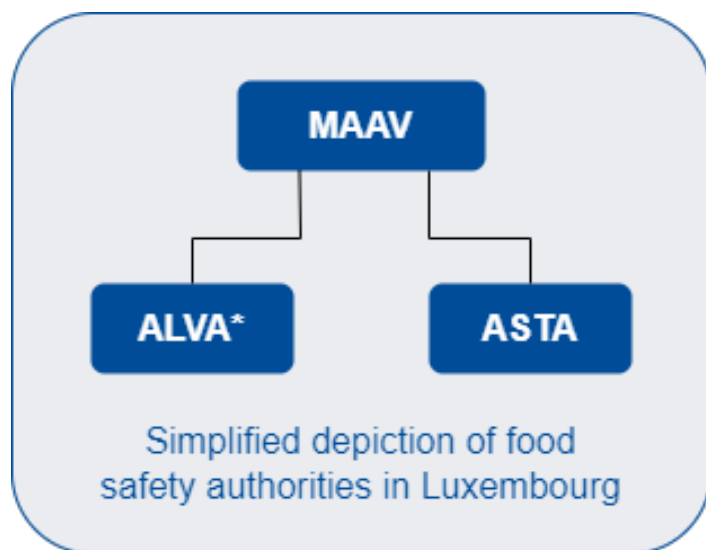 MAAV
ALVA*
ASTA
Simplified depiction of food
safety authorities in Luxembourg